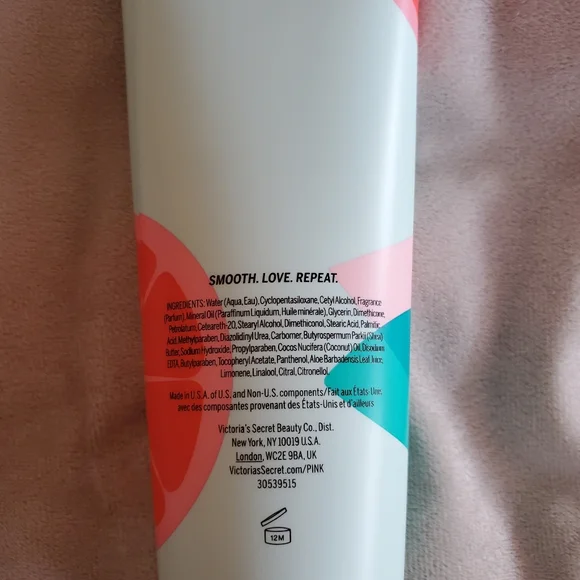 SMOOTH. LOVE. REPEAT.
INGREDIENTS: Water (Aqua, Eau), Cyclopentasiloxane, Cetyl Alcohol, Fragrance
(Parfum), Mineral Oil (Paraffinum Liquidum, Huile minérale), Glycerin, Dimethicone,
Petrolatum, Ceteareth-20, Stearyl Alcohol, Dimethiconol, Stearic Acid, Palmitic
Acid, Methylparaben, Diazolidinyl Urea, Carbomer, Butyrospermum Parkii (Shea)
Butter, Sodium Hydroxide, Propylparaben, Cocos Nucifera (Coconut) Oil, Disodium
EDTA, Butylparaben, Tocopheryl Acetate, Panthenol, Aloe Barbadensis Leaf Juice,
Limonene, Linalool, Citral, Citronellol.
Made in U.S.A. of U.S. and Non-U.S. components/Fait aux États-Unis
avec des composantes provenant des États-Unis et d'ailleurs
Victoria's Secret Beauty Co., Dist.
New York, NY 10019 U.S.A.
London, WC2E 9BA, UK
VictoriasSecret.com/PINK
30539515
12M